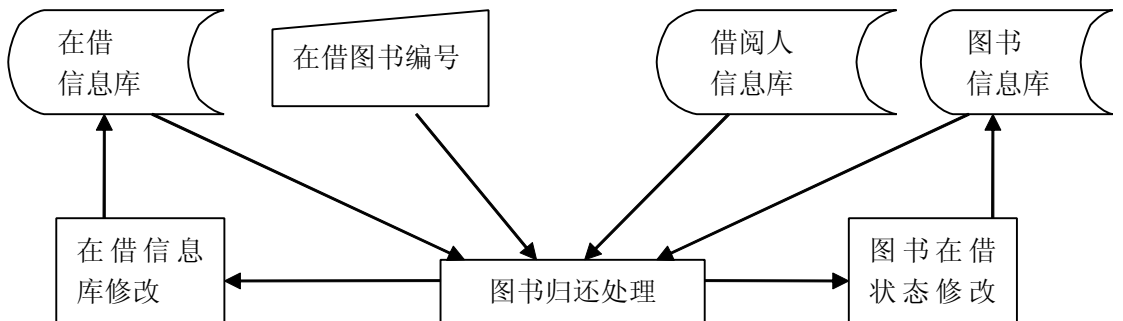 在借
信息库
在借图书编号
借阅人
信息库
图书
信息库
在借信息
库修改
图书归还处理
图书在借
状态修改